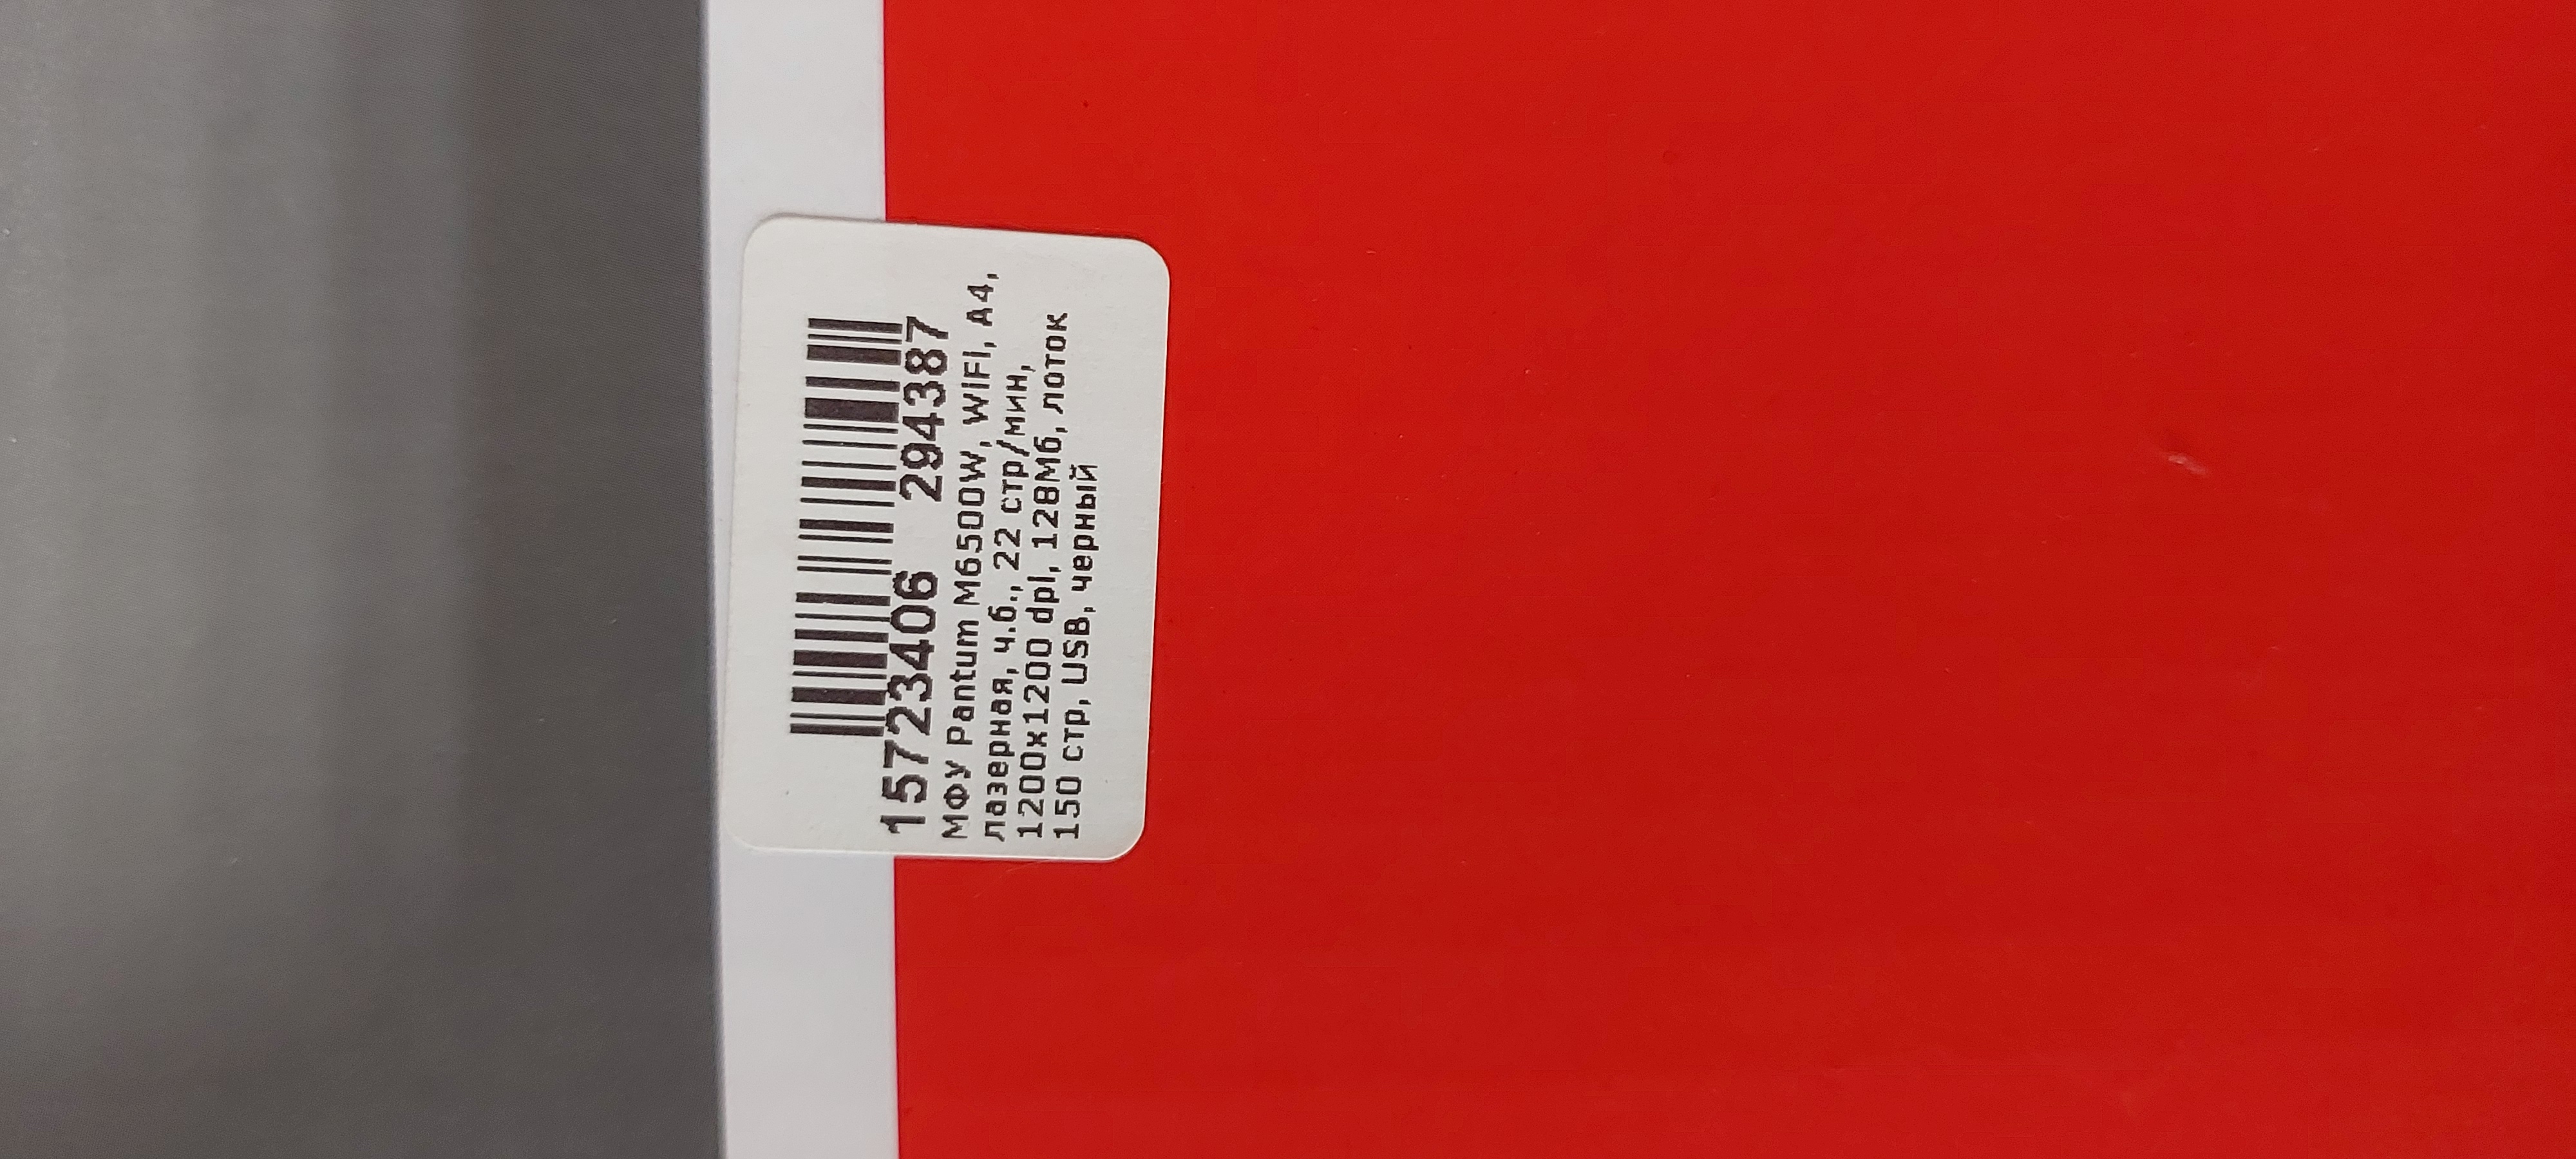 15723406 294387
МФУ Pantum M6500W, WiFi, A4,
лазерная, ч.б., 22 стр/мин,
1200x1200 dpi, 128Мб, лоток
150 стр, USB, черный